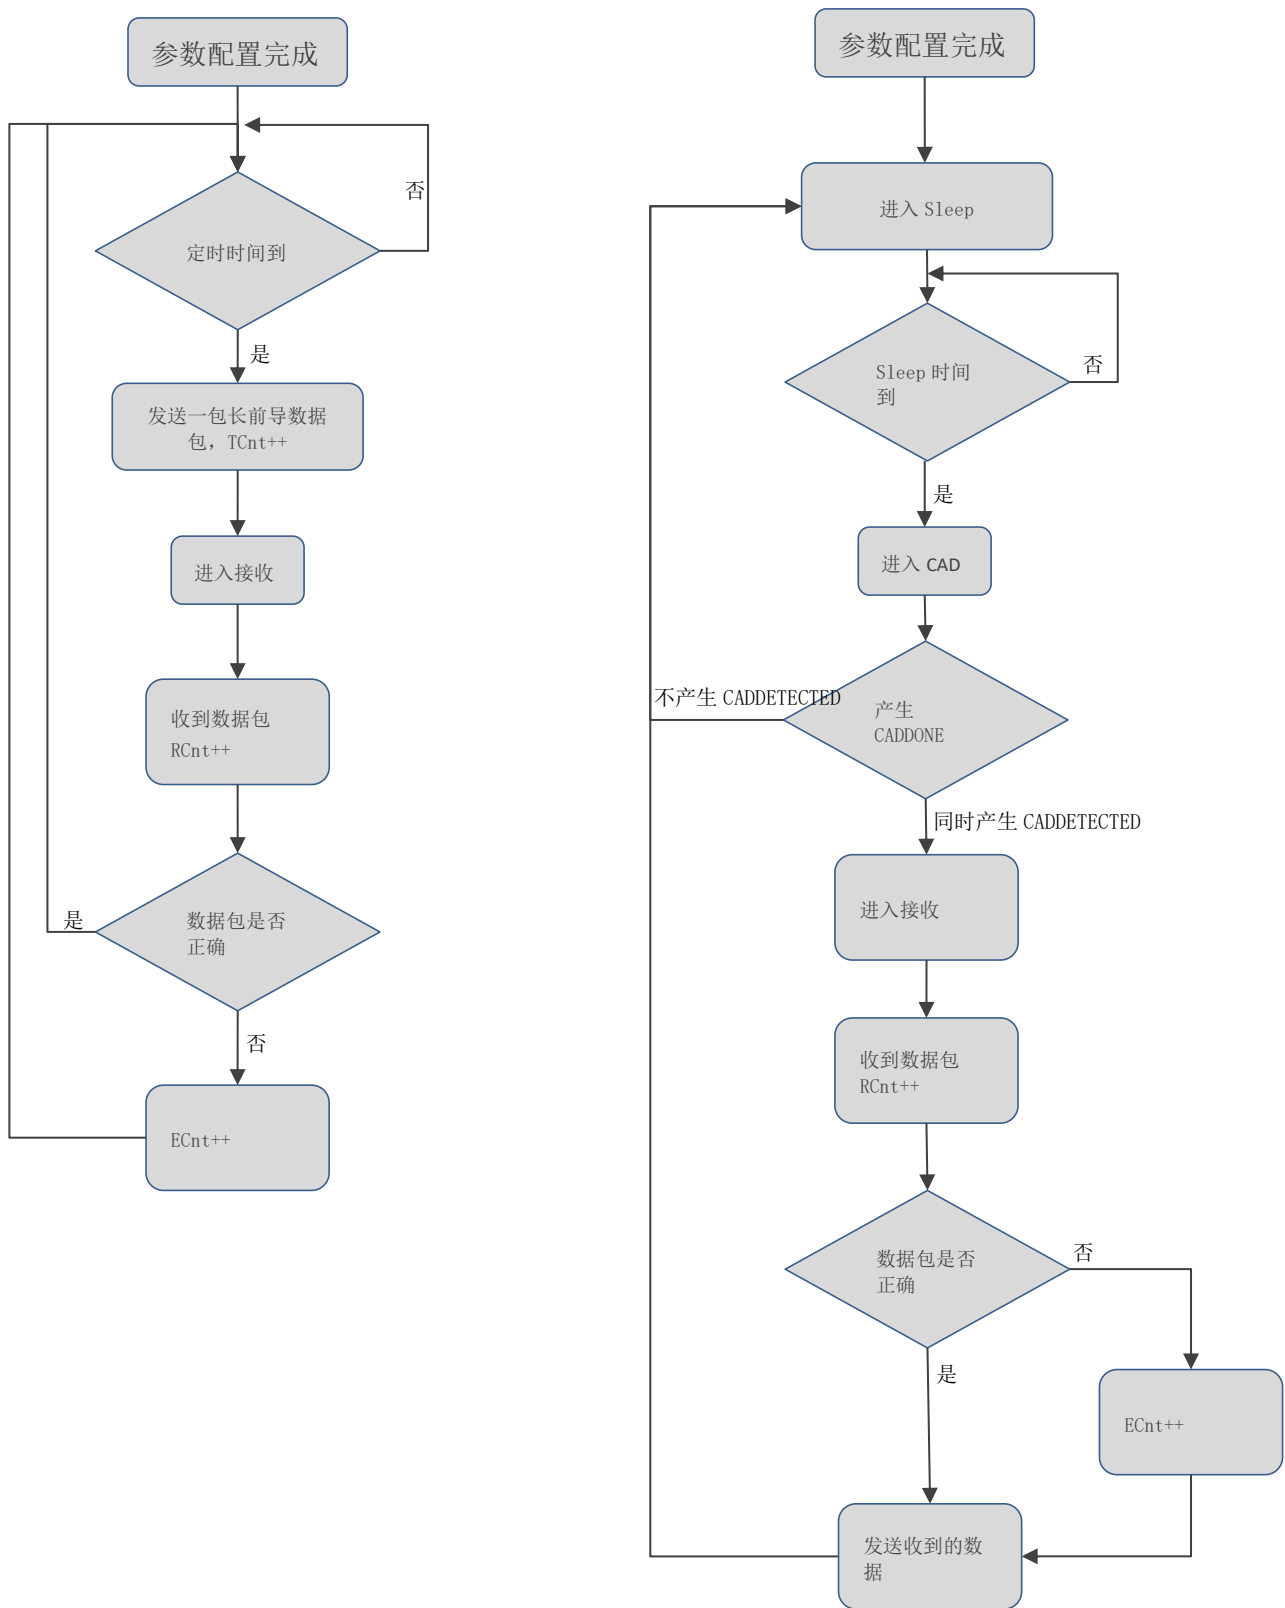 参数配置完成
否
定时时间到
是
发送一包长前导数据
包，TCnt++
进入接收
收到数据包
RCnt++
是
数据包是否
正确
否
ECnt++
参数配置完成
进入 Sleep
Sleep 时间
到
否
是
进入 CAD
不产生 CADDETECTED
产生
CADDONE
同时产生 CADDETECTED
进入接收
收到数据包
RCnt++
数据包是否
正确
否
是
ECnt++
发送收到的数
据